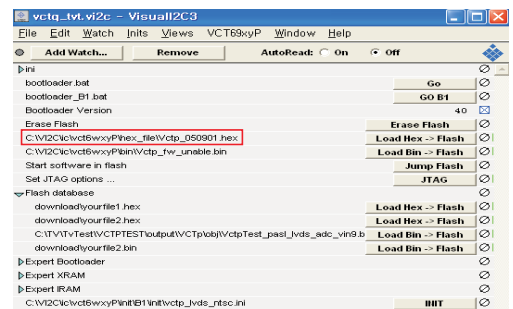 vctq_tvt.vi2c - VisualI2C3
File Edit Watch Inits Views VCT69xyP Window Help
Add Watch... Remove AutoRead: On Off
ini
bootloader.bat Go
bootloader_B1.bat GO B1
Bootloader Version 40
Erase Flash Erase Flash
C:\VI2C\ic\vct6wxyP\hex_file\Vctp_050901.hex Load Hex -> Flash
C:\VI2C\ic\vct6wxyP\bin\Vctp_fw_unable.bin Load Bin -> Flash
Start software in flash Jump Flash
Set JTAG options ... JTAG
Flash database
download\yourfile1.hex Load Hex -> Flash
download\yourfile2.hex Load Hex -> Flash
C:\TV\TvTest\VCTPTEST\output\VCTp\obj\VctpTest_pasl_lvds_adc_vin9.b Load Bin -> Flash
download\yourfile2.bin Load Bin -> Flash
Expert Bootloader
Expert XRAM
Expert IRAM
C:\VI2C\ic\vct6wxyP\init\B1\init\vctp_lvds_ntsc.ini INIT